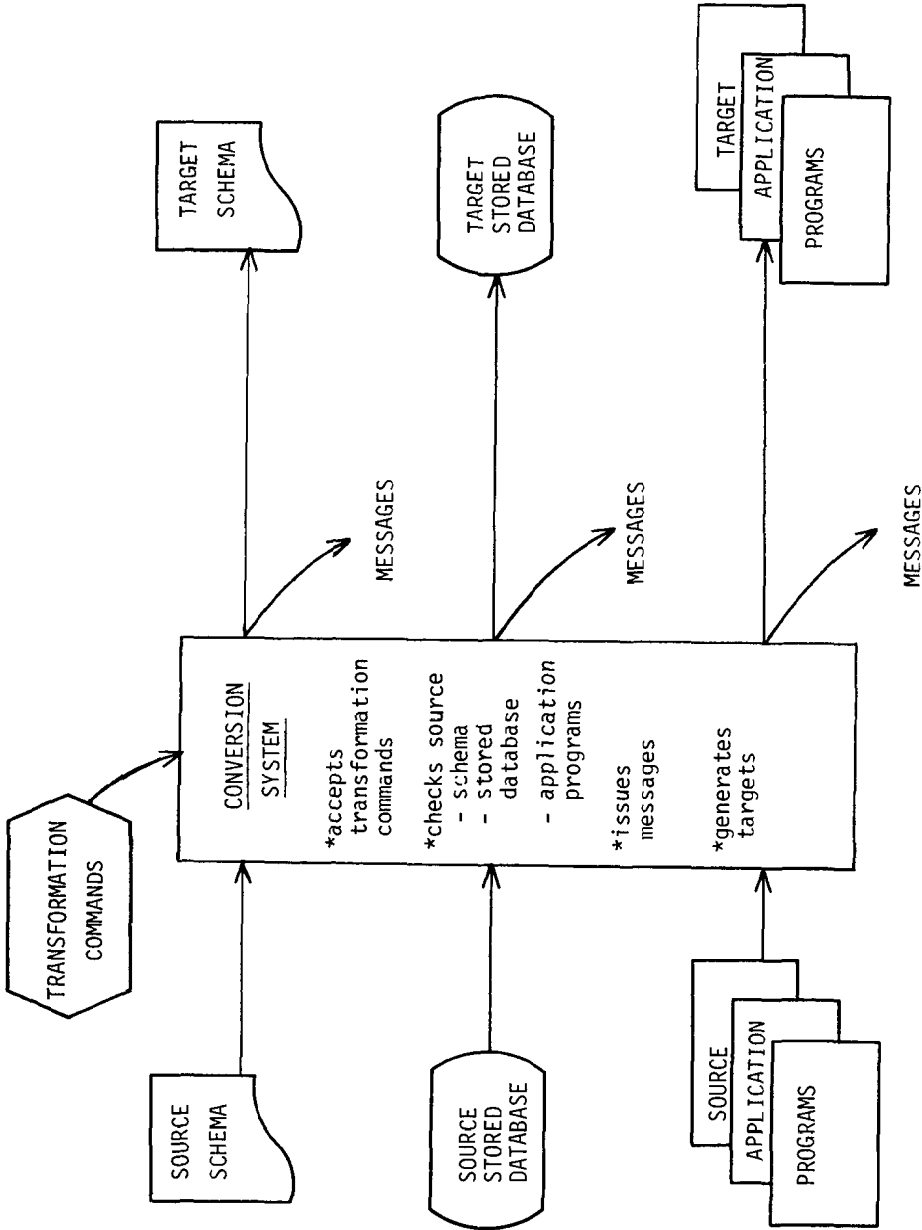 TRANSFORMATION
COMMANDS
SOURCE
SCHEMA
CONVERSION
SYSTEM
*accepts
transformation
commands
*checks source
- schema
- stored
database
- application
programs
*issues
messages
*generates
targets
TARGET
SCHEMA
MESSAGES
SOURCE
STORED
DATABASE
TARGET
STORED
DATABASE
MESSAGES
SOURCE
APPLICATION
PROGRAMS
TARGET
APPLICATION
PROGRAMS
MESSAGES